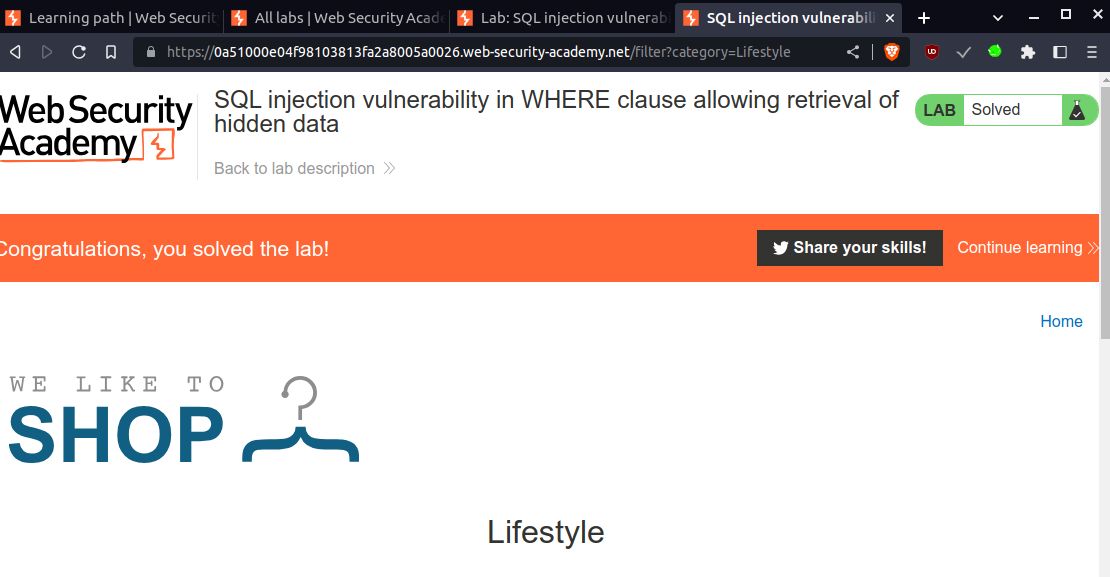 Learning path | Web Securit
All labs | Web Security Acade
Lab: SQL injection vulnerabi
SQL injection vulnerabili
https://0a51000e04f98103813fa2a8005a0026.web-security-academy.net/filter?category=Lifestyle
Web Security
Academy
SQL injection vulnerability in WHERE clause allowing retrieval of
hidden data
Back to lab description
LAB
Solved
Congratulations, you solved the lab!
Share your skills!
Continue learning
Home
WE LIKE TO
SHOP
Lifestyle